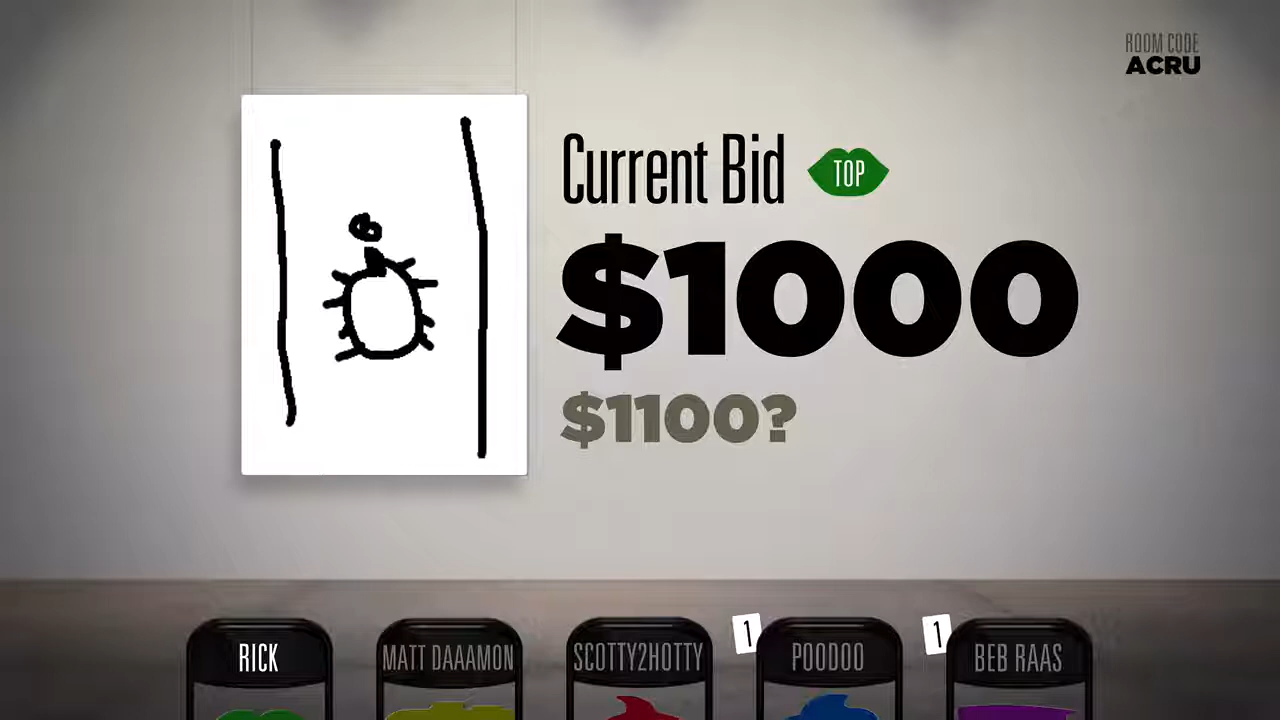 ROOM CODE
ACRU
Current Bid
TOP
$1000
$1100?
1
1
RICK
MATT DAAAMON
SCOTTY2HOTTY
POODOO
BEB RAAS